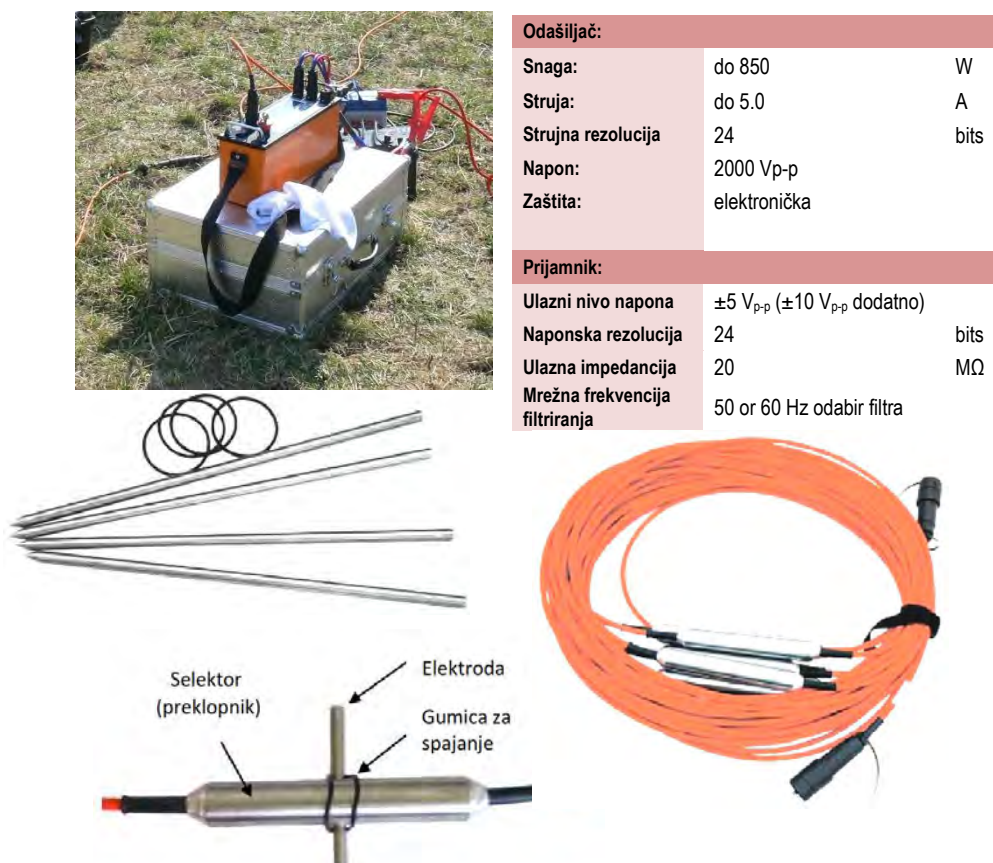 Odašiljač:
Snaga: do 850 W
Struja: do 5.0 A
Strujna rezolucija 24 bits
Napon: 2000 Vp-p
Zaštita: elektronička
Prijamnik:
Ulazni nivo napona ±5 Vp-p (±10 Vp-p dodatno)
Naponska rezolucija 24 bits
Ulazna impedancija 20 MΩ
Mrežna frekvencija
filtriranja 50 or 60 Hz odabir filtra
Selektor
(preklopnik)
Elektroda
Gumica za
spajanje